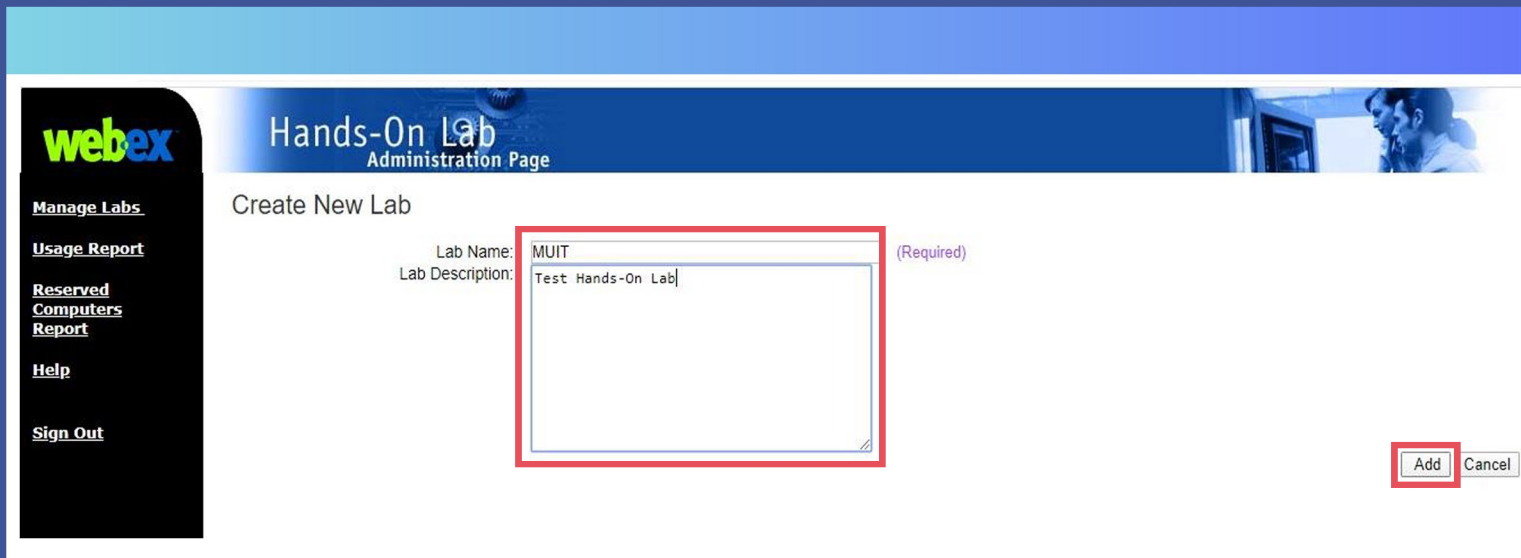 webex
Hands-On Lab
Administration Page
Manage Labs
Usage Report
Reserved
Computers
Report
Help
Sign Out
Create New Lab
Lab Name: MUIT (Required)
Lab Description: Test Hands-On Lab
Add Cancel